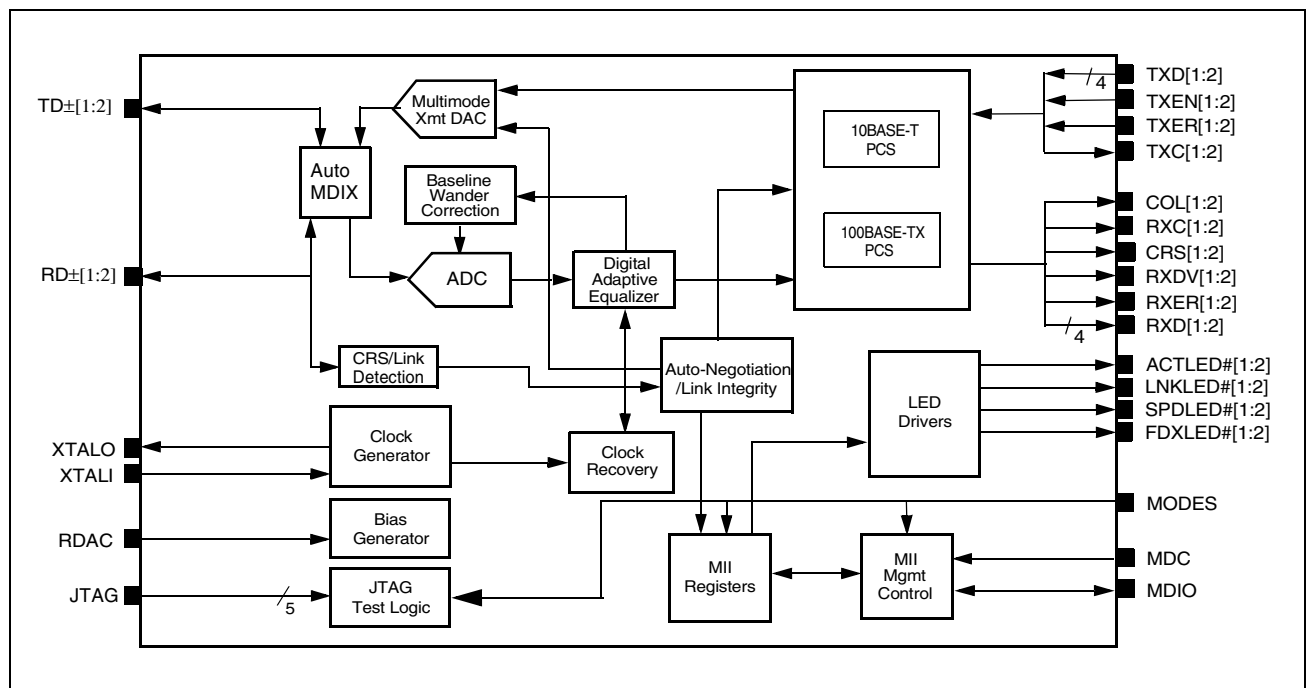 TD±[1:2]
RD±[1:2]
XTALO
XTALI
RDAC
JTAG
5
Multimode
Xmt DAC
Auto
MDIX
Baseline
Wander
Correction
ADC
Digital
Adaptive
Equalizer
CRS/Link
Detection
Auto-Negotiation
/Link Integrity
Clock
Generator
Clock
Recovery
Bias
Generator
JTAG
Test Logic
10BASE-T
PCS
100BASE-TX
PCS
LED
Drivers
MII
Registers
MII
Mgmt
Control
4
TXD[1:2]
TXEN[1:2]
TXER[1:2]
TXC[1:2]
COL[1:2]
RXC[1:2]
CRS[1:2]
RXDV[1:2]
RXER[1:2]
RXD[1:2]
4
ACTLED#[1:2]
LNKLED#[1:2]
SPDLED#[1:2]
FDXLED#[1:2]
MODES
MDC
MDIO